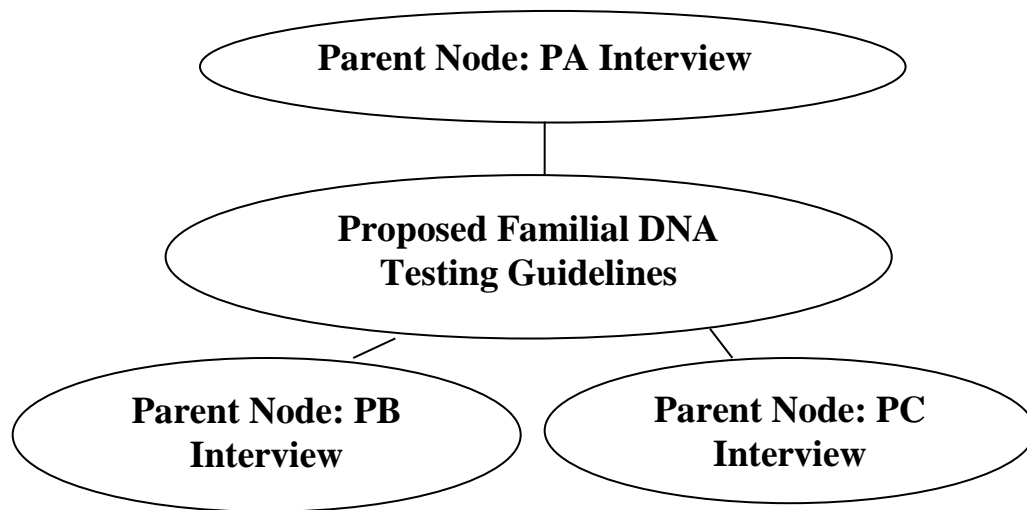 Parent Node: PA Interview
Proposed Familial DNA
Testing Guidelines
Parent Node: PB
Interview
Parent Node: PC
Interview